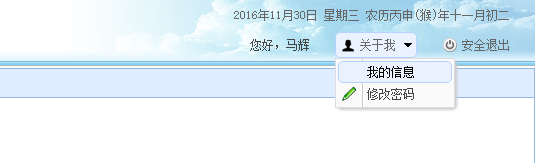 2016年11月30日 星期三 农历丙申(猴)年十一月初二
您好，马辉 关于我 安全退出
我的信息
修改密码